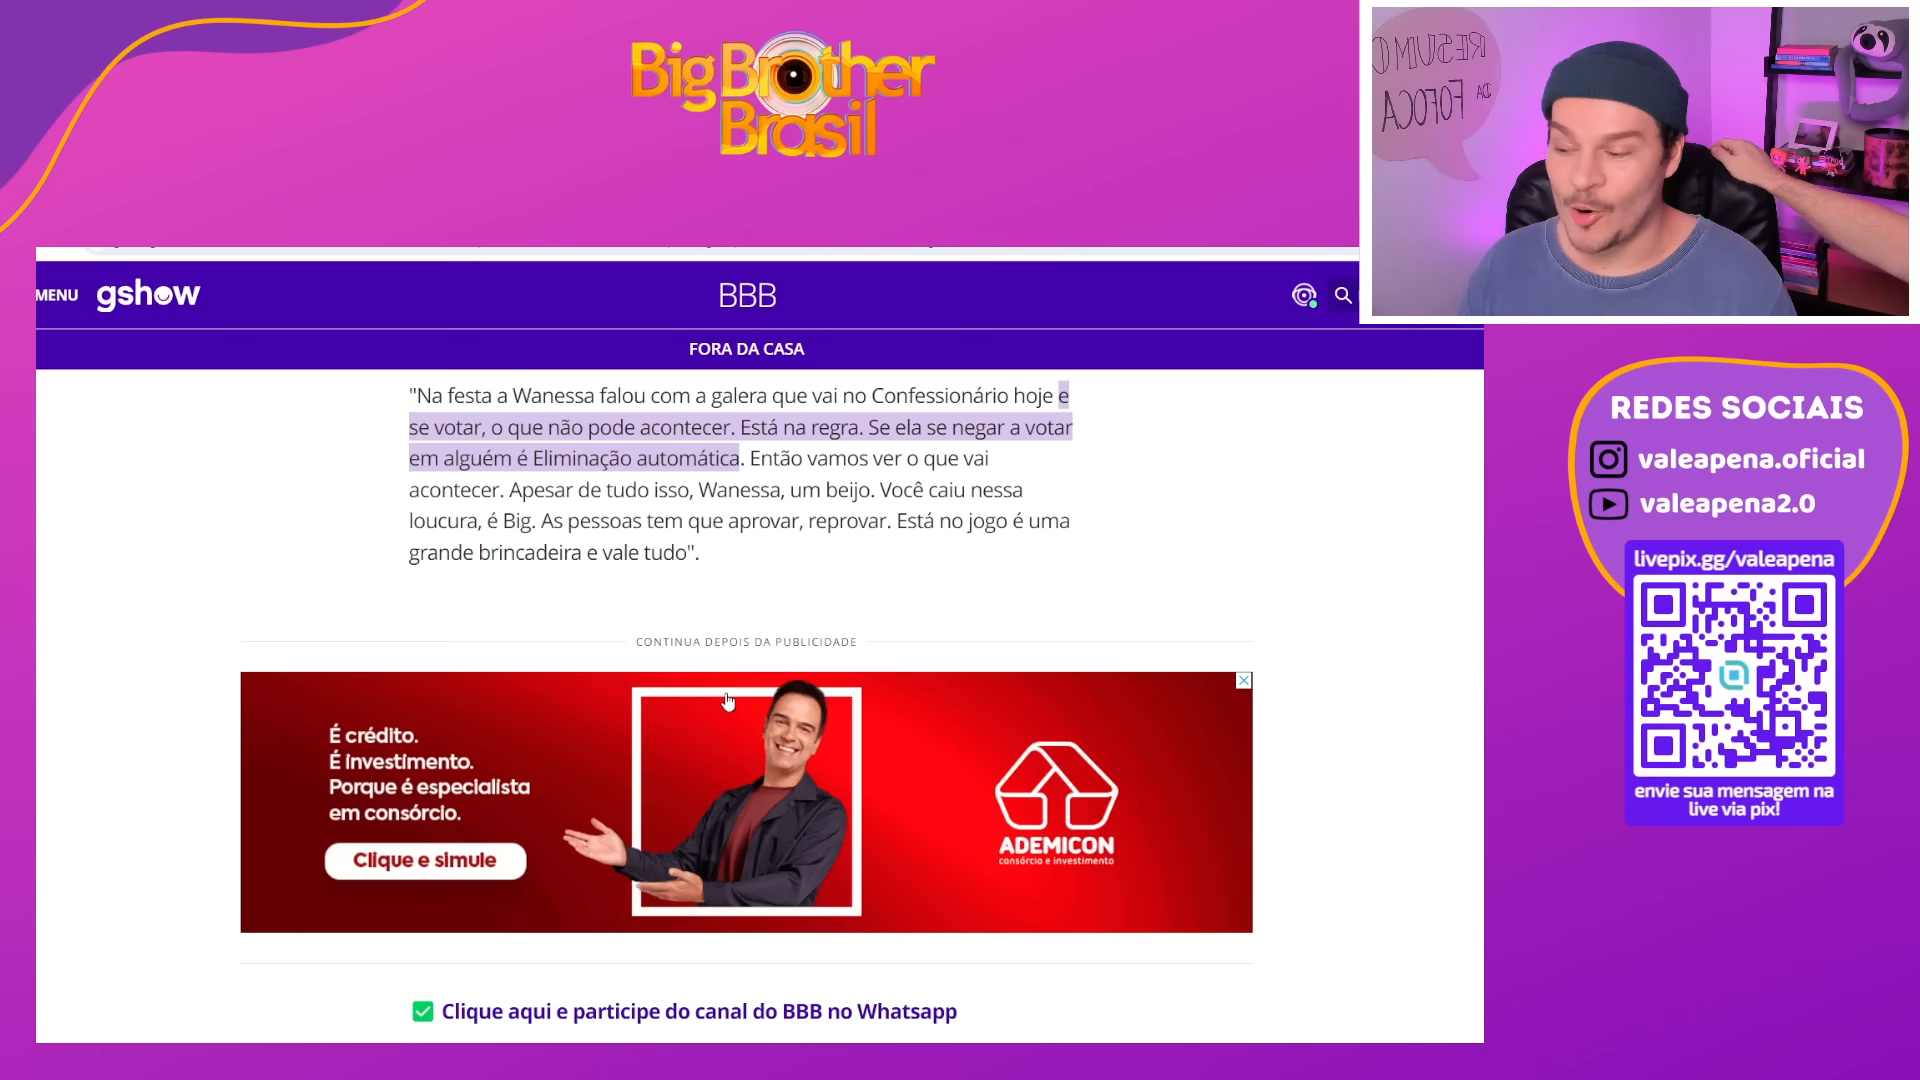 Big Brother
Brasil
RESUMO
DA
FOFOCA
MENU
gshow
BBB
FORA DA CASA
"Na festa a Wanessa falou com a galera que vai no Confessionário hoje e
se votar, o que não pode acontecer. Está na regra. Se ela se negar a votar
em alguém é Eliminação automática. Então vamos ver o que vai
acontecer. Apesar de tudo isso, Wanessa, um beijo. Você caiu nessa
loucura, é Big. As pessoas tem que aprovar, reprovar. Está no jogo é uma
grande brincadeira e vale tudo".
CONTINUA DEPOIS DA PUBLICIDADE
É crédito.
É investimento.
Porque é especialista
em consórcio.
Clique e simule
ADEMICON
consórcio e investimento
Clique aqui e participe do canal do BBB no Whatsapp
REDES SOCIAIS
valeapena.oficial
valeapena2.0
livepix.gg/valeapena
envie sua mensagem na
live via pix!